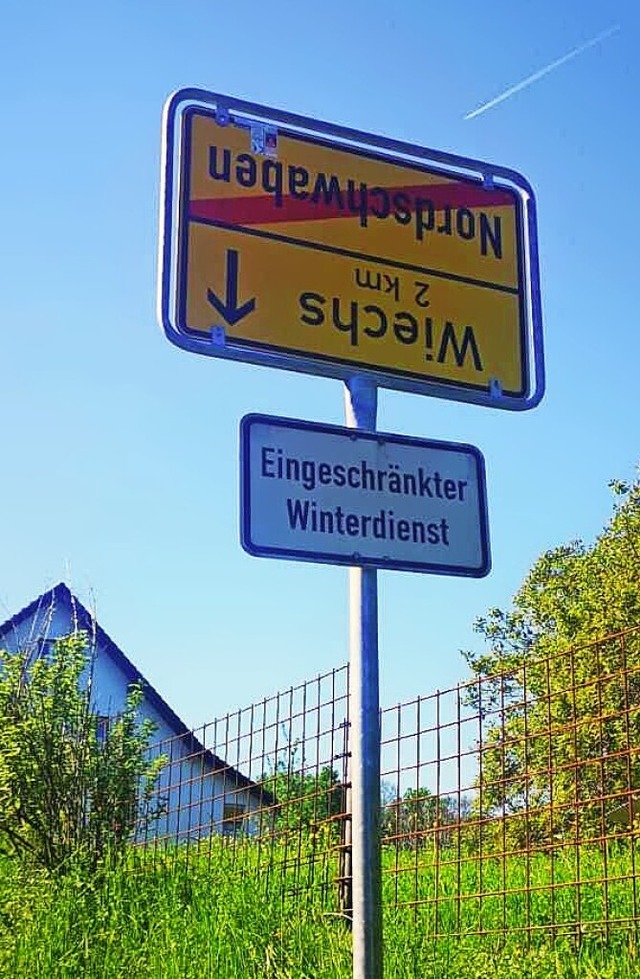 Wiechs
2 km
Nordschwaben
Eingeschränkter
Winterdienst